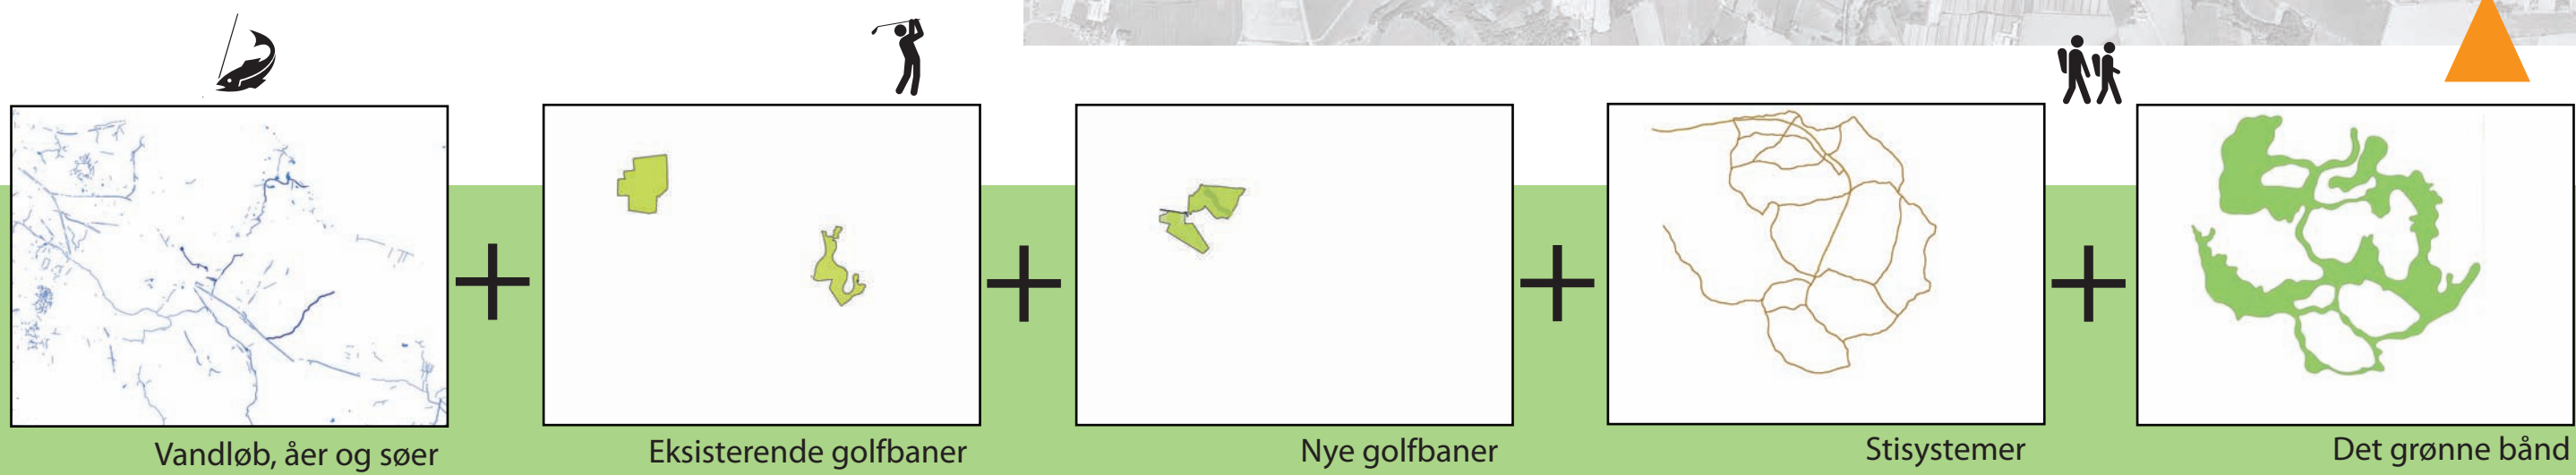 Vandløb, åer og søer
Eksisterende golfbaner
Nye golfbaner
Stisystemer
Det grønne bånd